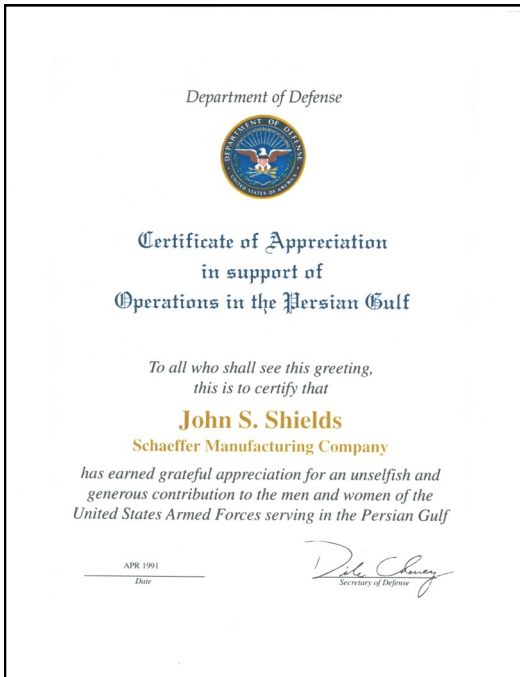 Department of Defense
DEPARTMENT OF DEFENSE
UNITED STATES OF AMERICA
Certificate of Appreciation
in support of
Operations in the Persian Gulf
To all who shall see this greeting,
this is to certify that
John S. Shields
Schaeffer Manufacturing Company
has earned grateful appreciation for an unselfish and
generous contribution to the men and women of the
United States Armed Forces serving in the Persian Gulf
APR 1991
Date
Dick Cheney
Secretary of Defense